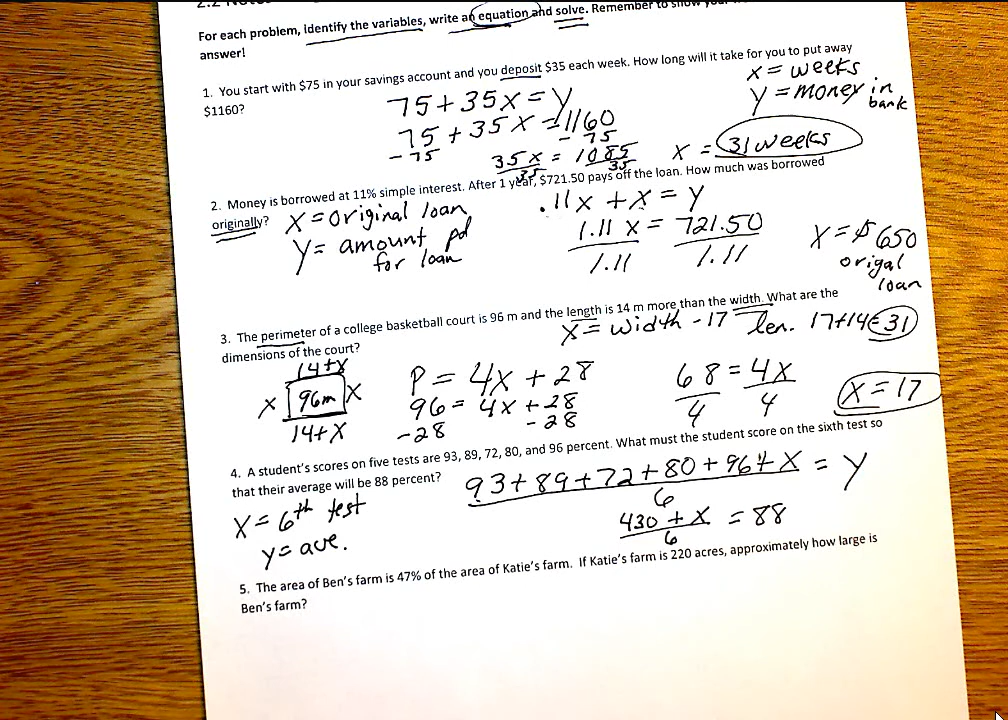 2.2 Notes
For each problem, identify the variables, write an equation and solve. Remember to show your
answer!
1. You start with $75 in your savings account and you deposit $35 each week. How long will it take for you to put away
$1160?
x = weeks
y = money in bank
75 + 35x = y
75 + 35x = 1160
-75 -75
35x = 1085
35 35
x = 31 weeks
2. Money is borrowed at 11% simple interest. After 1 year, $721.50 pays off the loan. How much was borrowed
originally?
X = original loan
Y = amount pd
for loan
.11x + x = y
1.11 x = 721.50
1.11 1.11
X = $650
origal
loan
3. The perimeter of a college basketball court is 96 m and the length is 14 m more than the width. What are the
dimensions of the court?
X = width - 17 len. 17+14=31
14+x
X 96m X
14+X
P = 4X + 28
96 = 4x + 28
-28 -28
68 = 4X
4 4
X = 17
4. A student's scores on five tests are 93, 89, 72, 80, and 96 percent. What must the student score on the sixth test so
that their average will be 88 percent?
93+89+72+80+96+X = Y
6
X = 6th test
y = ave.
430 + X = 88
6
5. The area of Ben's farm is 47% of the area of Katie's farm. If Katie's farm is 220 acres, approximately how large is
Ben's farm?